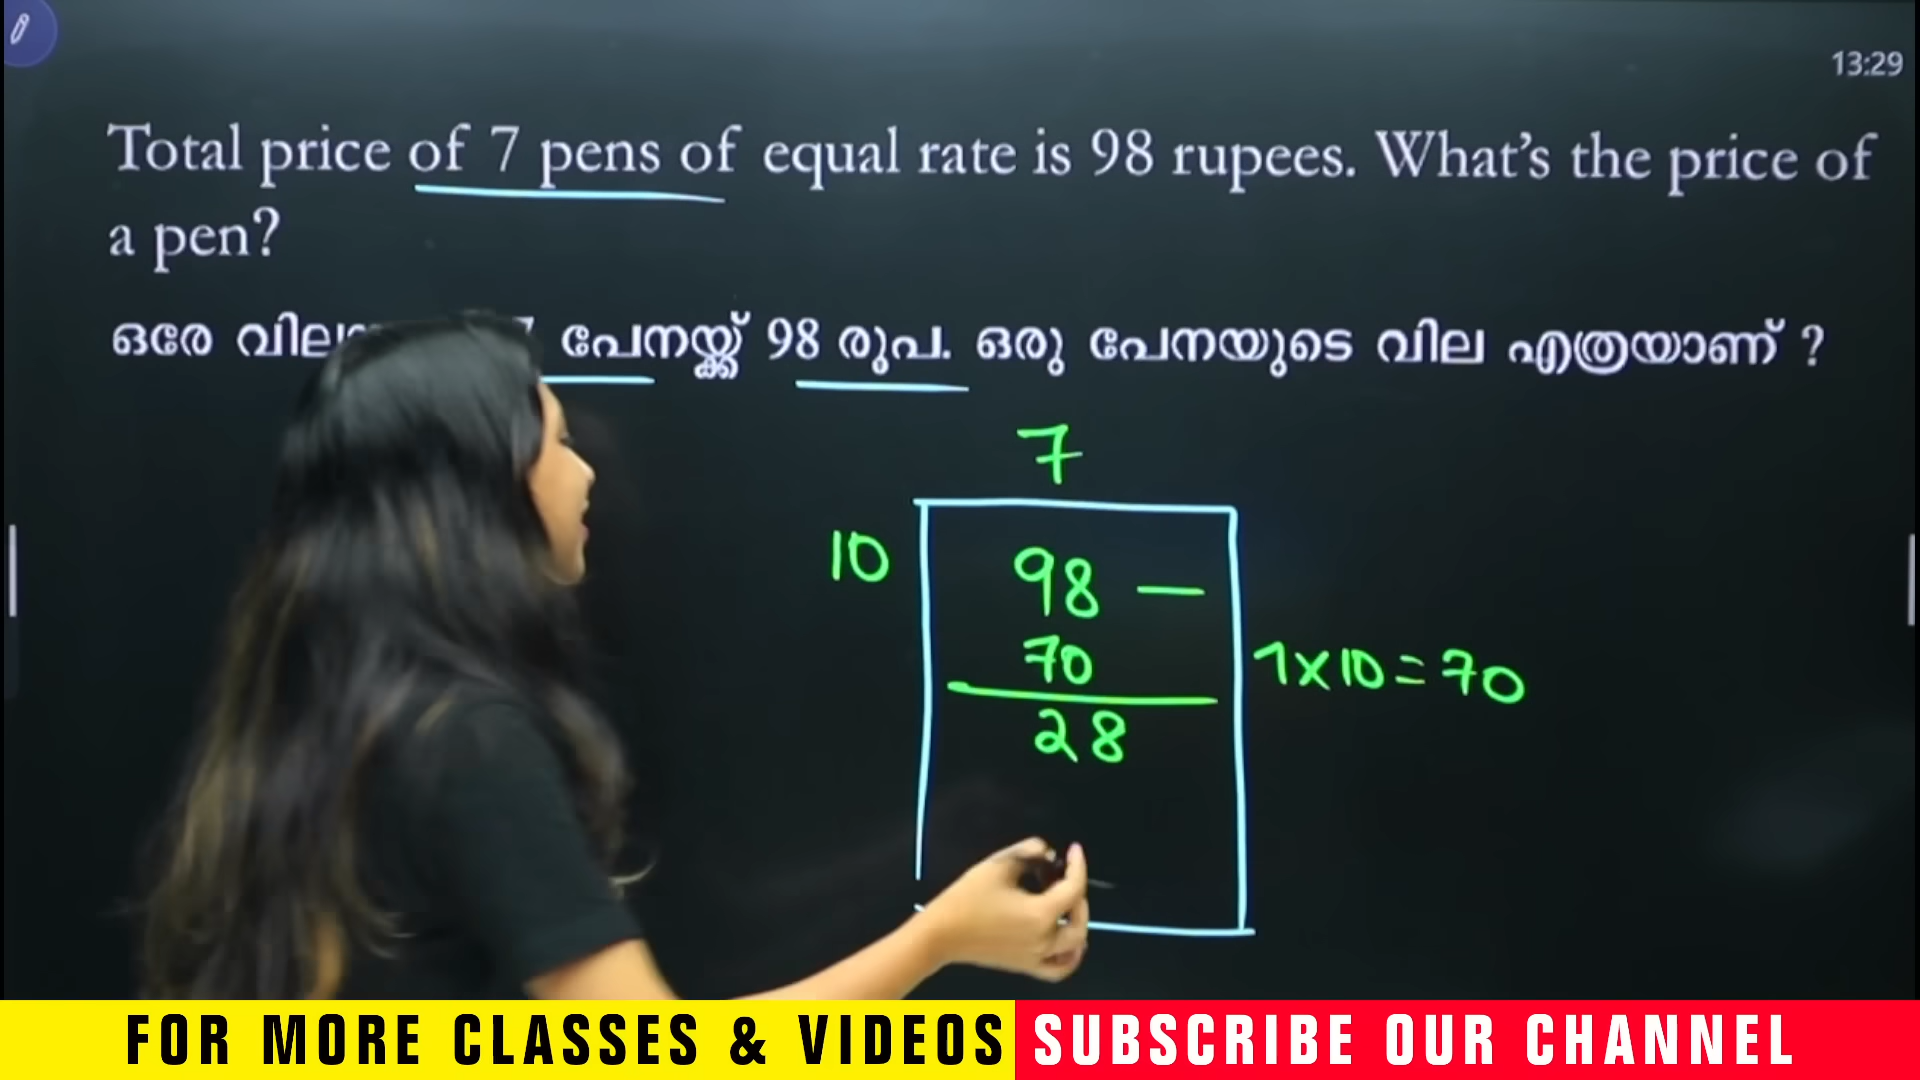 13:29
Total price of 7 pens of equal rate is 98 rupees. What's the price of
a pen?
ഒരേ 7 പേനയ്ക്ക് 98 രൂപ. ഒരു പേനയുടെ വില എത്രയാണ് ?
7
10
98 —
70
7x10=70
28
FOR MORE CLASSES & VIDEOS SUBSCRIBE OUR CHANNEL